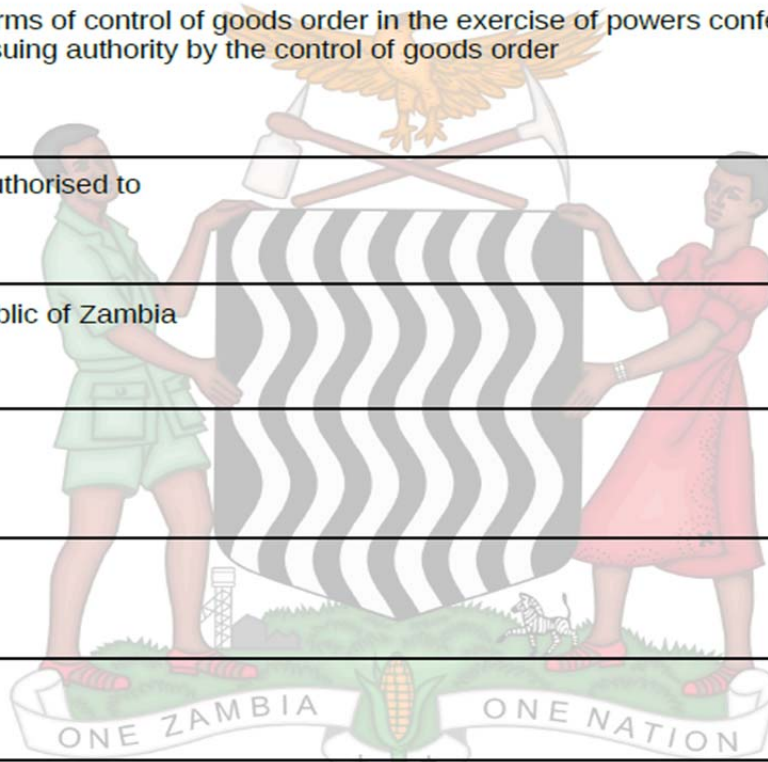 rms of control of goods order in the exercise of powers confe
suing authority by the control of goods order
uthorised to
blic of Zambia
ONE ZAMBIA ONE NATION